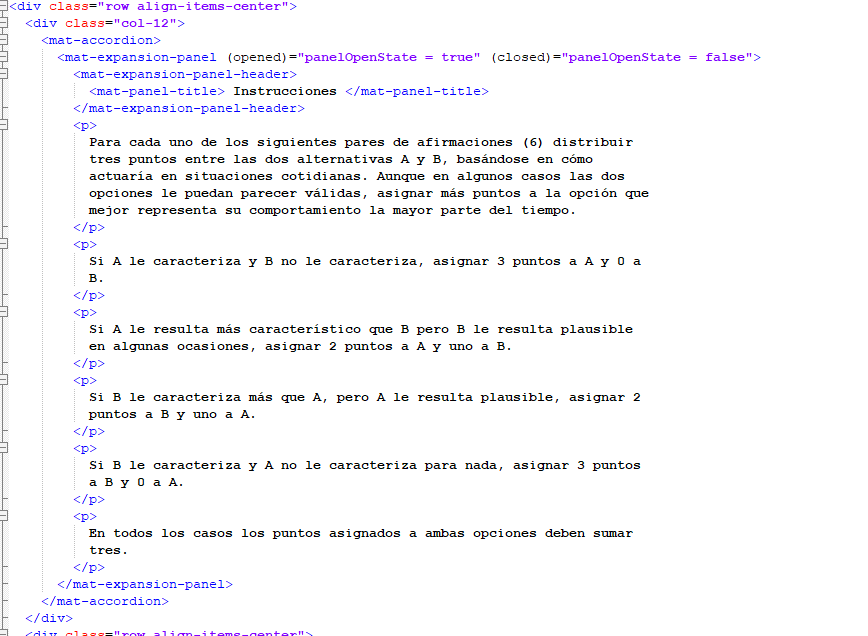 <div class="row align-items-center">
<div class="col-12">
<mat-accordion>
<mat-expansion-panel (opened)="panelOpenState = true" (closed)="panelOpenState = false">
<mat-expansion-panel-header>
<mat-panel-title> Instrucciones </mat-panel-title>
</mat-expansion-panel-header>
<p>
Para cada uno de los siguientes pares de afirmaciones (6) distribuir
tres puntos entre las dos alternativas A y B, basándose en cómo
actuaría en situaciones cotidianas. Aunque en algunos casos las dos
opciones le puedan parecer válidas, asignar más puntos a la opción que
mejor representa su comportamiento la mayor parte del tiempo.
</p>
<p>
Si A le caracteriza y B no le caracteriza, asignar 3 puntos a A y 0 a
B.
</p>
<p>
Si A le resulta más característico que B pero B le resulta plausible
en algunas ocasiones, asignar 2 puntos a A y uno a B.
</p>
<p>
Si B le caracteriza más que A, pero A le resulta plausible, asignar 2
puntos a B y uno a A.
</p>
<p>
Si B le caracteriza y A no le caracteriza para nada, asignar 3 puntos
a B y 0 a A.
</p>
<p>
En todos los casos los puntos asignados a ambas opciones deben sumar
tres.
</p>
</mat-expansion-panel>
</mat-accordion>
</div>
<div class="row align-items-center">